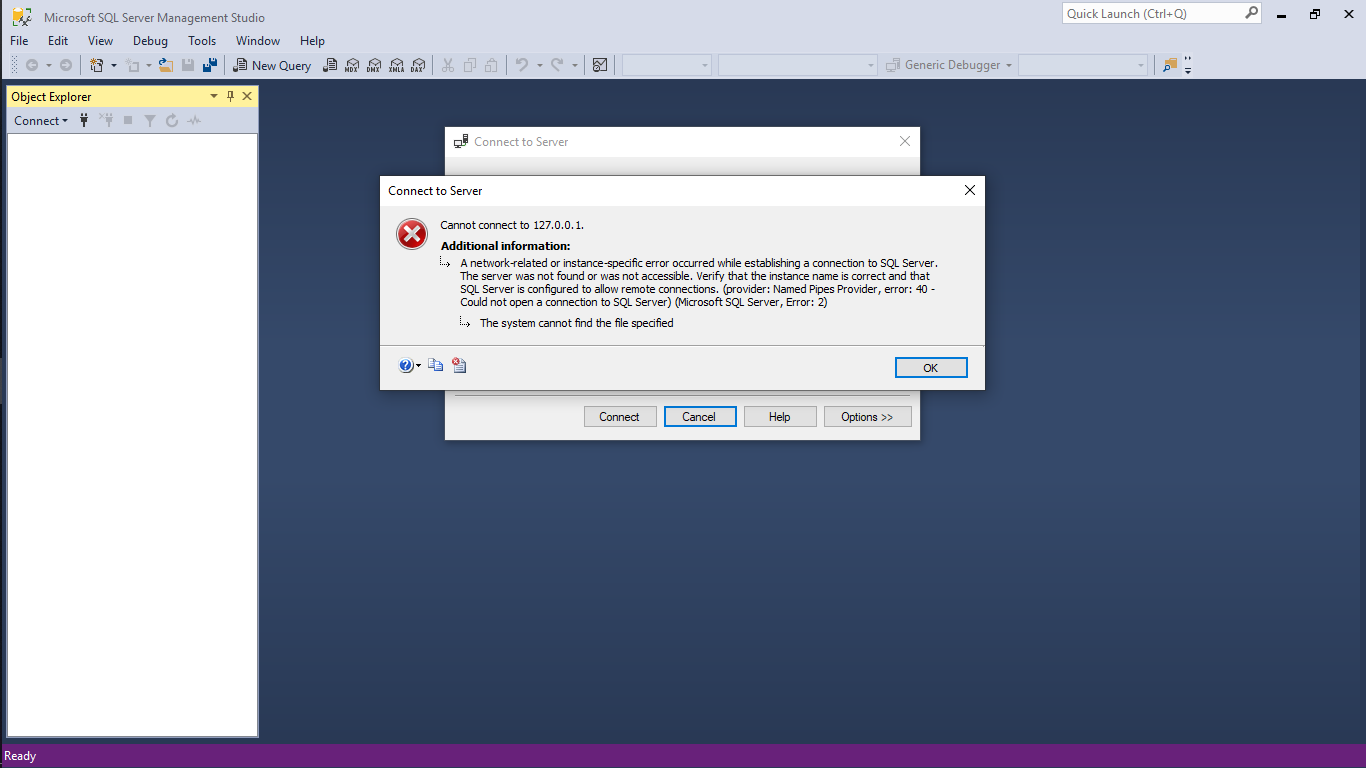 Microsoft SQL Server Management Studio
Quick Launch (Ctrl+Q)
File Edit View Debug Tools Window Help
New Query MDX DMX XMLA DAX Generic Debugger
Object Explorer
Connect
Connect to Server
Connect to Server
Cannot connect to 127.0.0.1.
Additional information:
A network-related or instance-specific error occurred while establishing a connection to SQL Server.
The server was not found or was not accessible. Verify that the instance name is correct and that
SQL Server is configured to allow remote connections. (provider: Named Pipes Provider, error: 40 -
Could not open a connection to SQL Server) (Microsoft SQL Server, Error: 2)
The system cannot find the file specified
OK
Connect Cancel Help Options >>
Ready